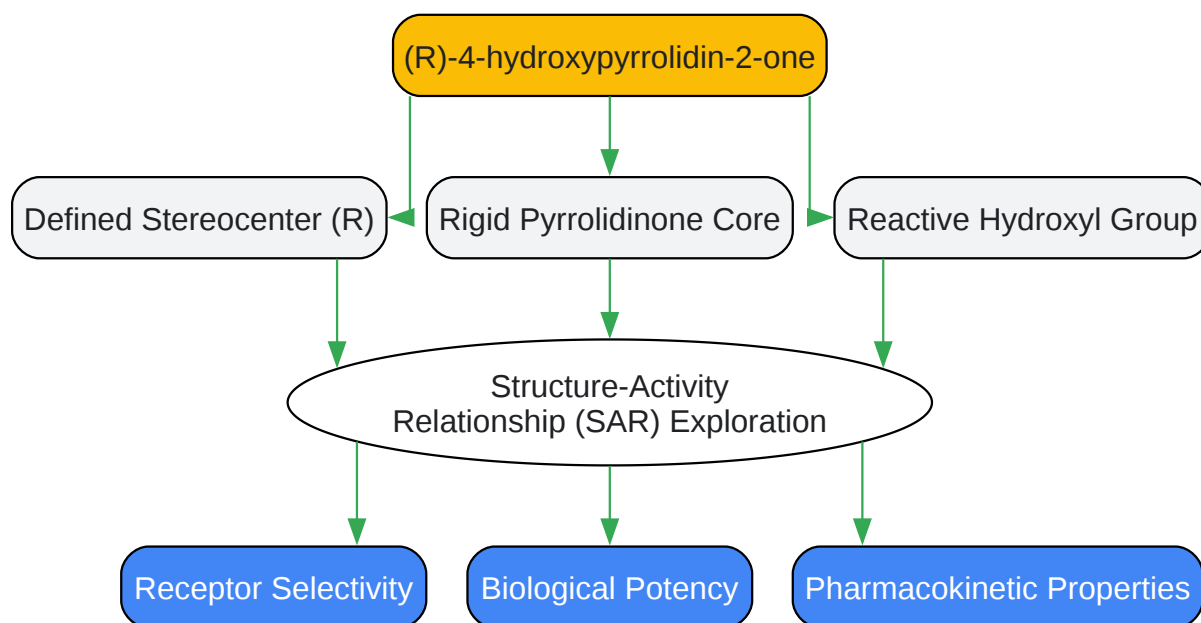 (R)-4-hydroxypyrrolidin-2-one
Defined Stereocenter (R)
Rigid Pyrrolidinone Core
Reactive Hydroxyl Group
Structure-Activity
Relationship (SAR) Exploration
Receptor Selectivity
Biological Potency
Pharmacokinetic Properties